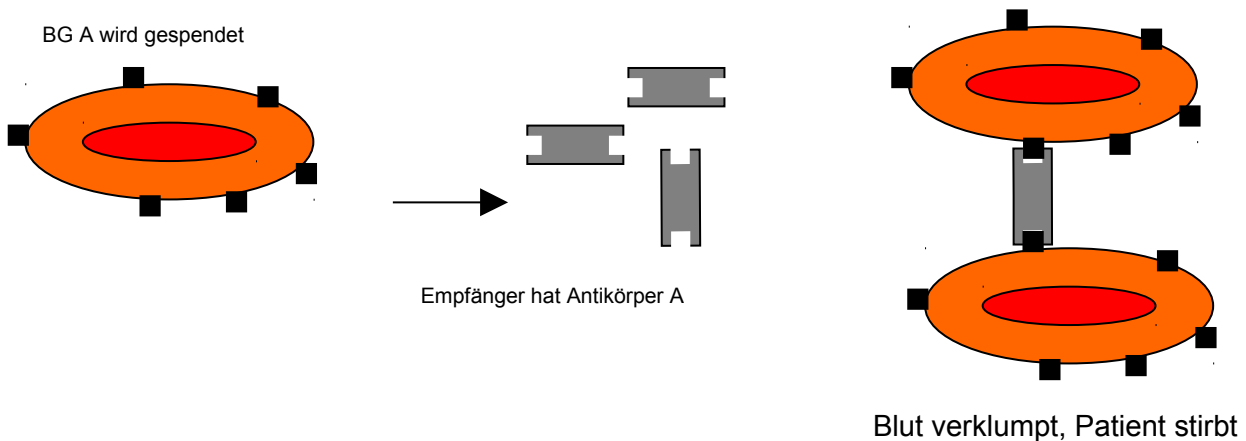 BG A wird gespendet
Empfänger hat Antikörper A
Blut verklumpt, Patient stirbt